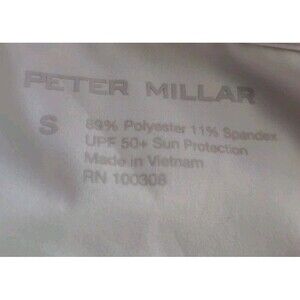 PETER MILLAR
S
89% Polyester 11% Spandex
UPF 50+ Sun Protection
Made in Vietnam
RN 100308